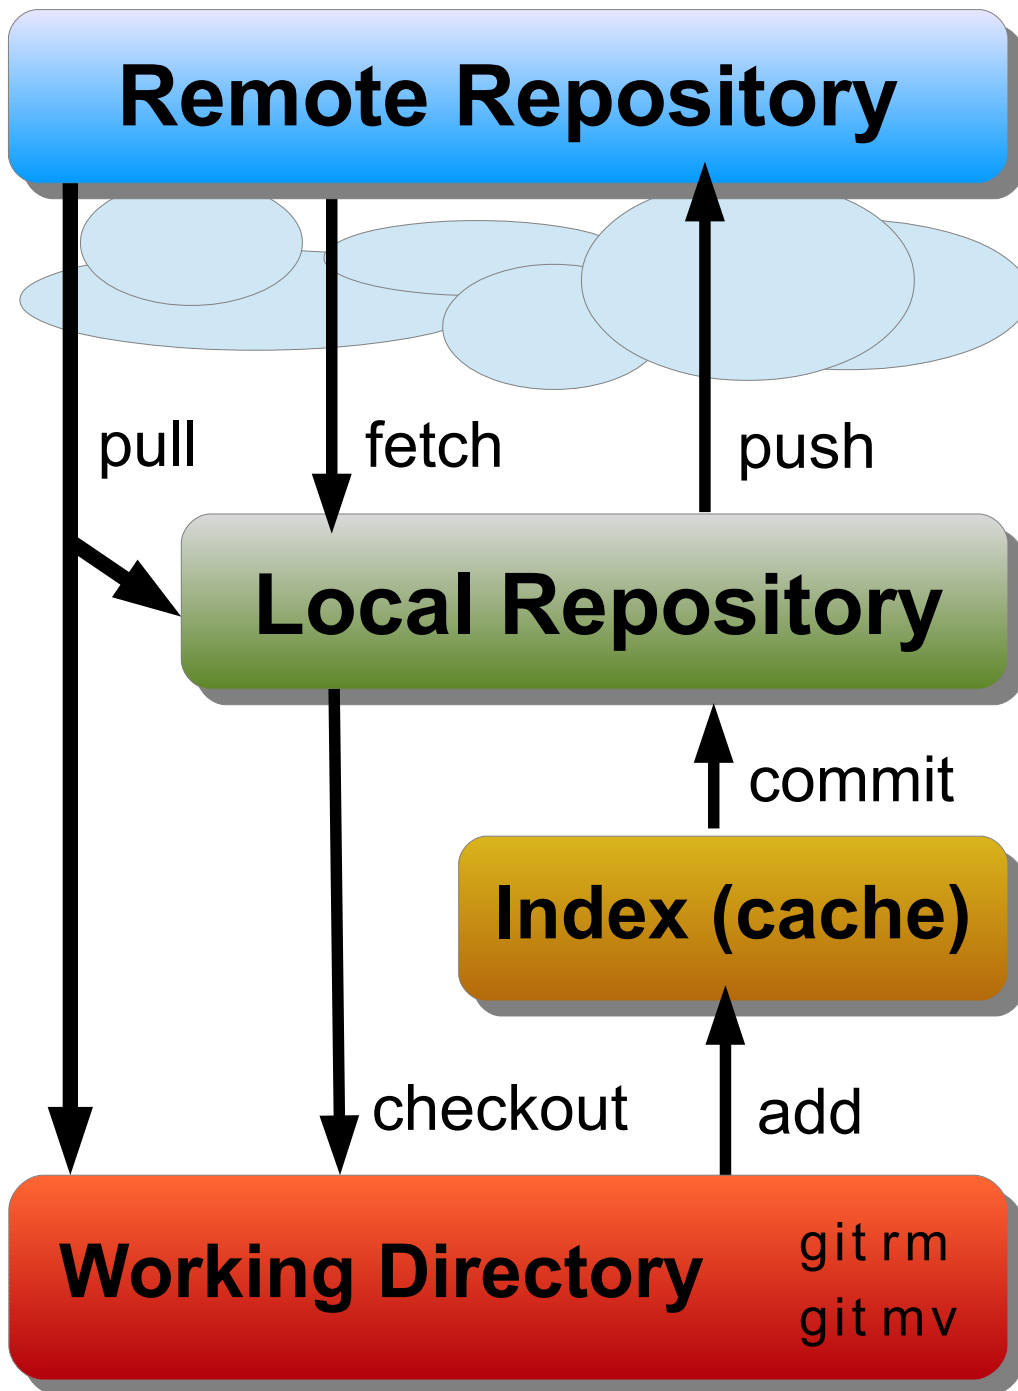 Remote Repository
pull
fetch
push
Local Repository
commit
Index (cache)
checkout
add
Working Directory
git rm
git mv